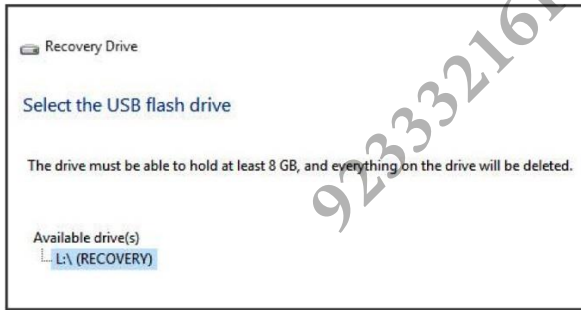 Recovery Drive
Select the USB flash drive
The drive must be able to hold at least 8 GB, and everything on the drive will be deleted.
Available drive(s)
L:\ (RECOVERY)